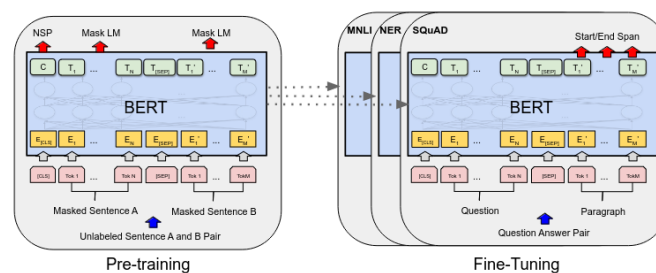 NSP Mask LM Mask LM
C T1 ... TN T[SEP] T1' ... TM'
BERT
E[CLS] E1 ... EN E[SEP] E1' ... EM'
[CLS] Tok 1 ... Tok N [SEP] Tok 1 ... TokM
Masked Sentence A Masked Sentence B
Unlabeled Sentence A and B Pair
Pre-training
MNLI NER SQuAD
Start/End Span
C T1 ... TN T[SEP] T1' ... TM'
BERT
E[CLS] E1 ... EN E[SEP] E1' ... EM'
[CLS] Tok 1 ... Tok N [SEP] Tok 1 ... TokM
Question Paragraph
Question Answer Pair
Fine-Tuning